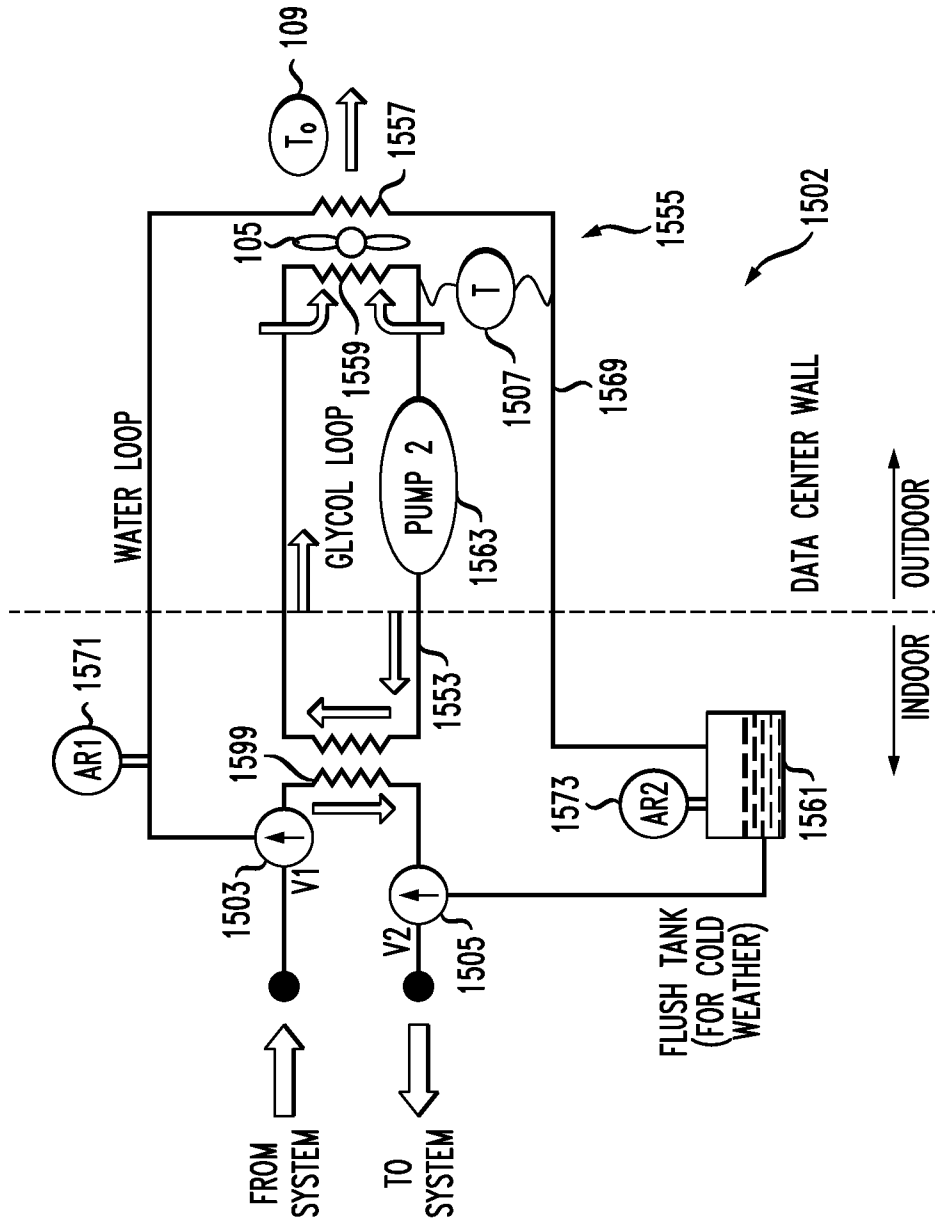 109
T0
1557
105
1555
1502
WATER LOOP
1559
T
1507
1569
GLYCOL LOOP
PUMP 2
1563
DATA CENTER WALL
OUTDOOR
INDOOR
AR1
1571
1599
1553
1503
V1
V2
1505
1573
AR2
1561
FLUSH TANK
(FOR COLD
WEATHER)
FROM
SYSTEM
TO
SYSTEM